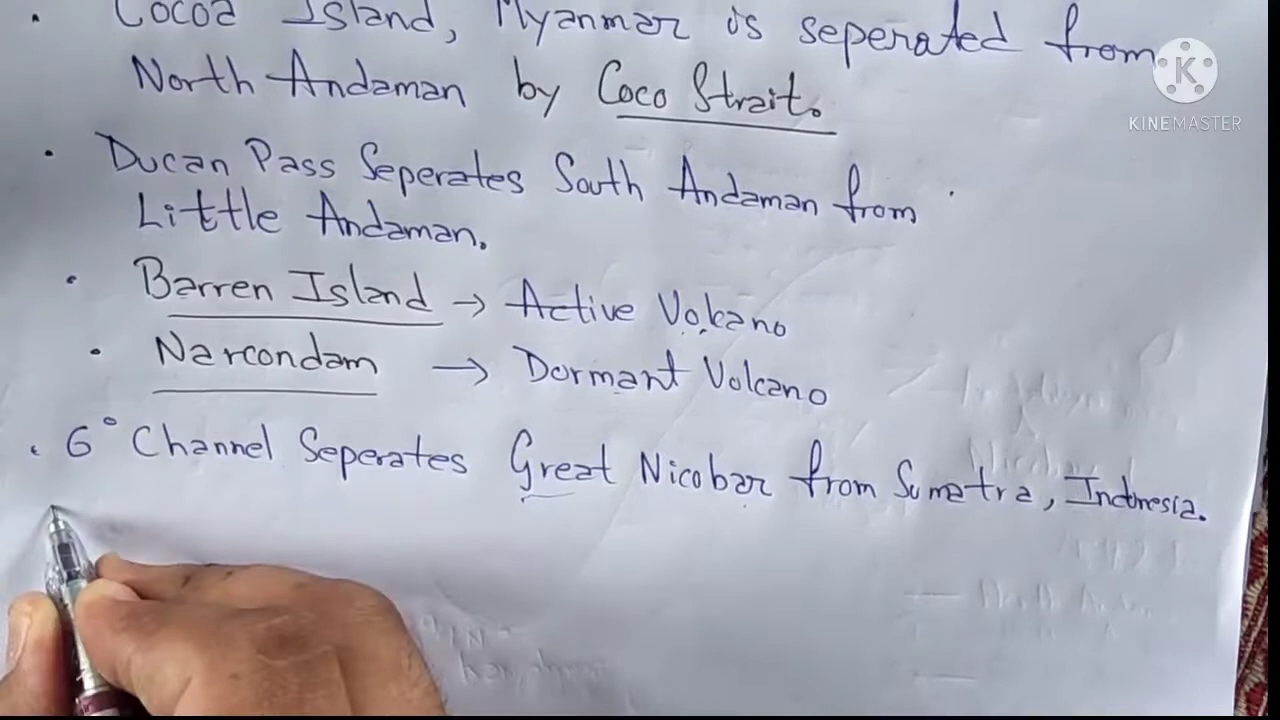 . Cocoa Island, Myanmar is seperated from
North Andaman by Coco Strait.
K
KINEMASTER
. Ducan Pass Seperates South Andaman from
Little Andaman.
. Barren Island → Active Volcano
. Narcondam → Dormant Volcano
. 6° Channel Seperates Great Nicobar from Sumatra, Indonesia.